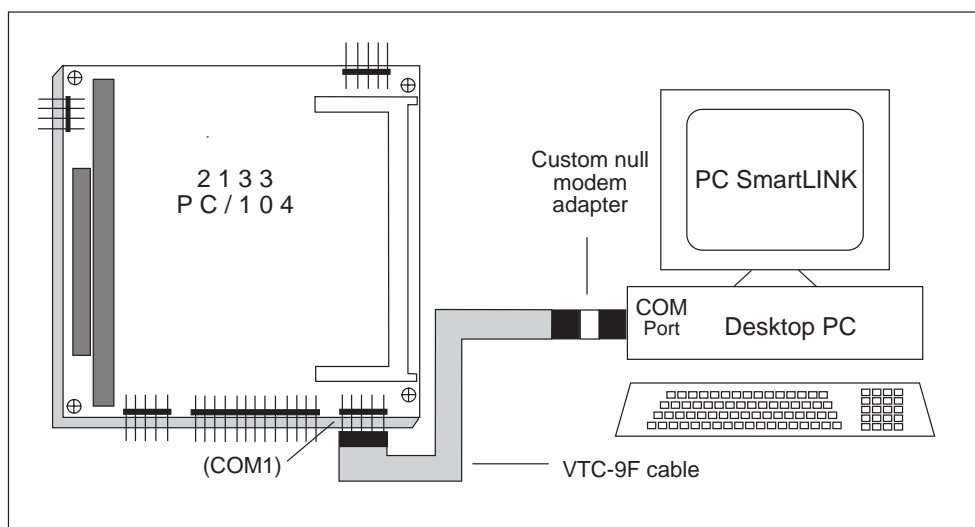 2 1 3 3
P C / 1 0 4
Custom null
modem
adapter
PC SmartLINK
COM
Port
Desktop PC
(COM1)
VTC-9F cable